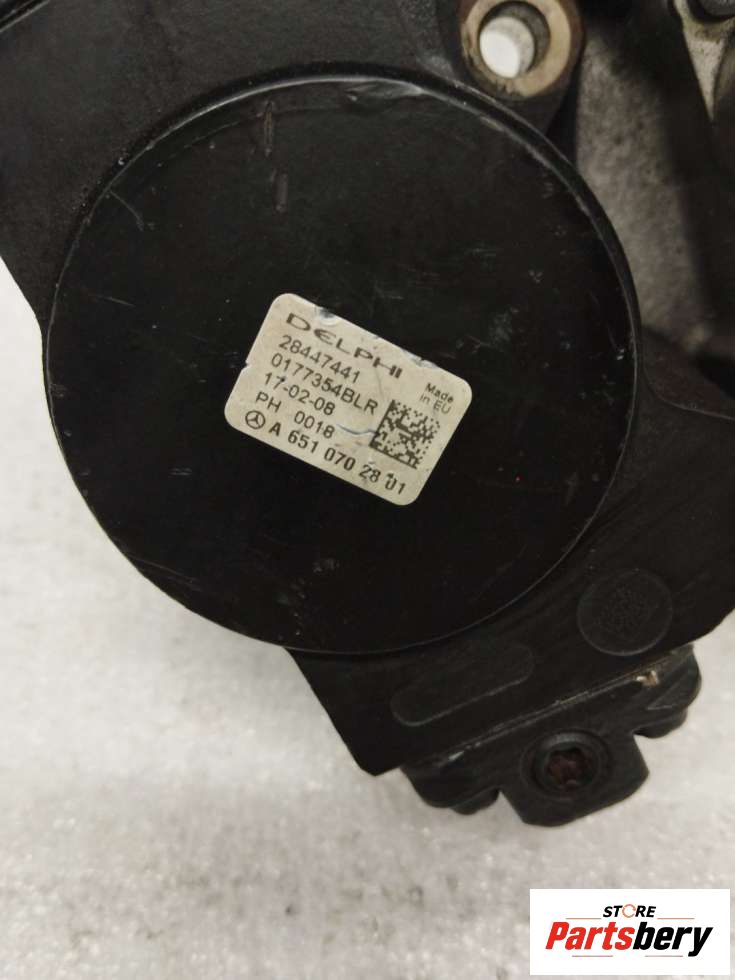 DELPHI
28447441
0177354BLR
17-02-08
PH 0018
Made
in EU
A 651 070 28 01
STORE
Partsbery